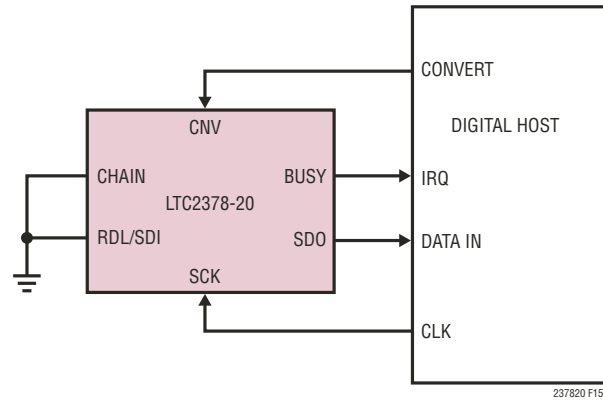 CONVERT
CNV
DIGITAL HOST
CHAIN
BUSY
IRQ
LTC2378-20
RDL/SDI
SDO
DATA IN
SCK
CLK
237820 F15